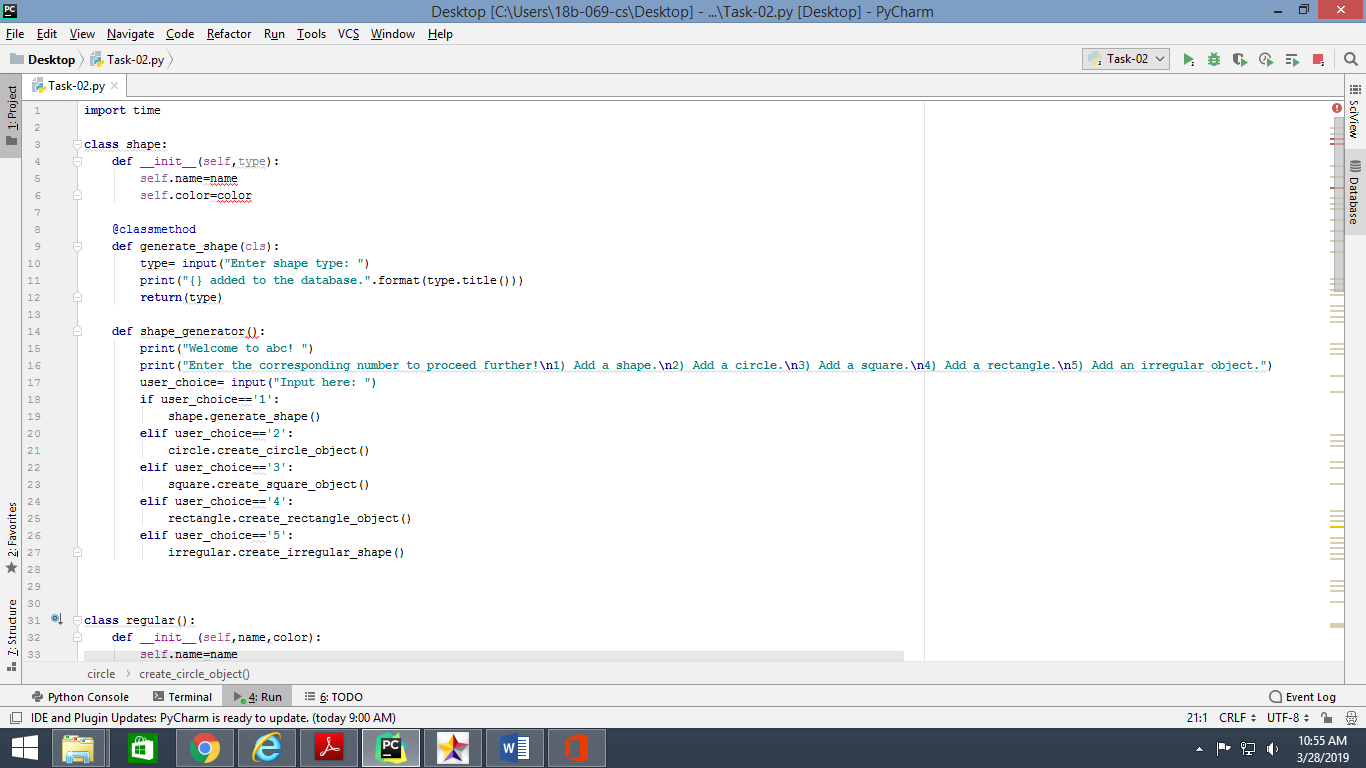 Desktop [C:\Users\18b-069-cs\Desktop] - ...\Task-02.py [Desktop] - PyCharm
File Edit View Navigate Code Refactor Run Tools VCS Window Help
Desktop Task-02.py Task-02
Task-02.py
1: Project
2: Favorites
7: Structure
SciView
Database
1 import time
2
3 class shape:
4     def __init__(self,type):
5         self.name=name
6         self.color=color
7
8     @classmethod
9     def generate_shape(cls):
10         type= input("Enter shape type: ")
11         print("{} added to the database.".format(type.title()))
12         return(type)
13
14     def shape_generator():
15         print("Welcome to abc! ")
16         print("Enter the corresponding number to proceed further!\n1) Add a shape.\n2) Add a circle.\n3) Add a square.\n4) Add a rectangle.\n5) Add an irregular object.")
17         user_choice= input("Input here: ")
18         if user_choice=='1':
19             shape.generate_shape()
20         elif user_choice=='2':
21             circle.create_circle_object()
22         elif user_choice=='3':
23             square.create_square_object()
24         elif user_choice=='4':
25             rectangle.create_rectangle_object()
26         elif user_choice=='5':
27             irregular.create_irregular_shape()
28
29
30
31 class regular():
32     def __init__(self,name,color):
33         self.name=name
circle › create_circle_object()
Python Console Terminal 4: Run 6: TODO Event Log
IDE and Plugin Updates: PyCharm is ready to update. (today 9:00 AM) 21:1 CRLF UTF-8
10:55 AM
3/28/2019